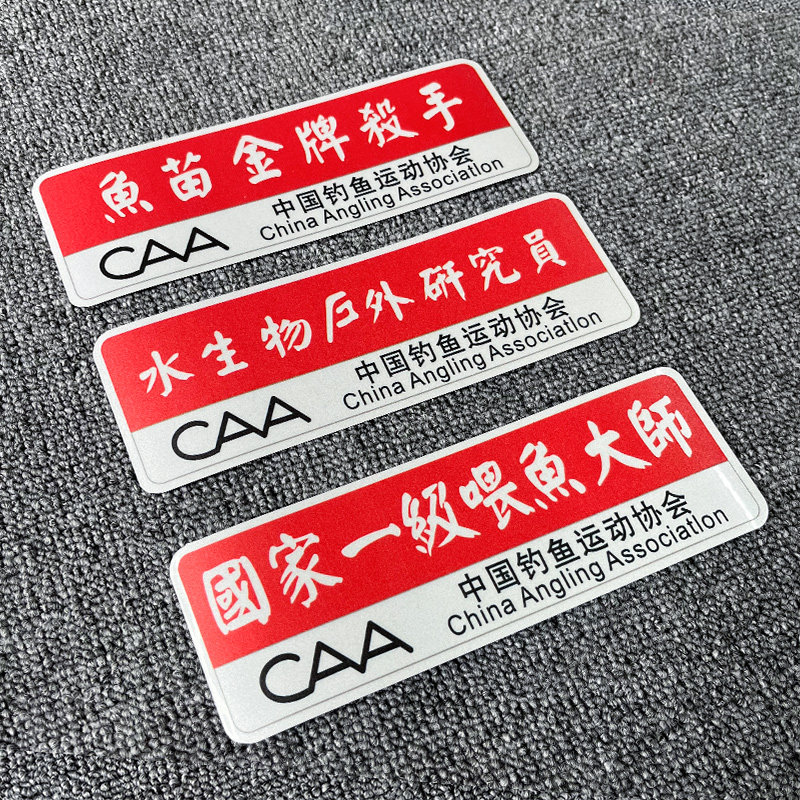 魚苗金牌殺手
CAA
中国钓鱼运动协会
China Angling Association
水生物户外研究員
CAA
中国钓鱼运动协会
China Angling Association
國家一級喂魚大師
CAA
中国钓鱼运动协会
China Angling Association